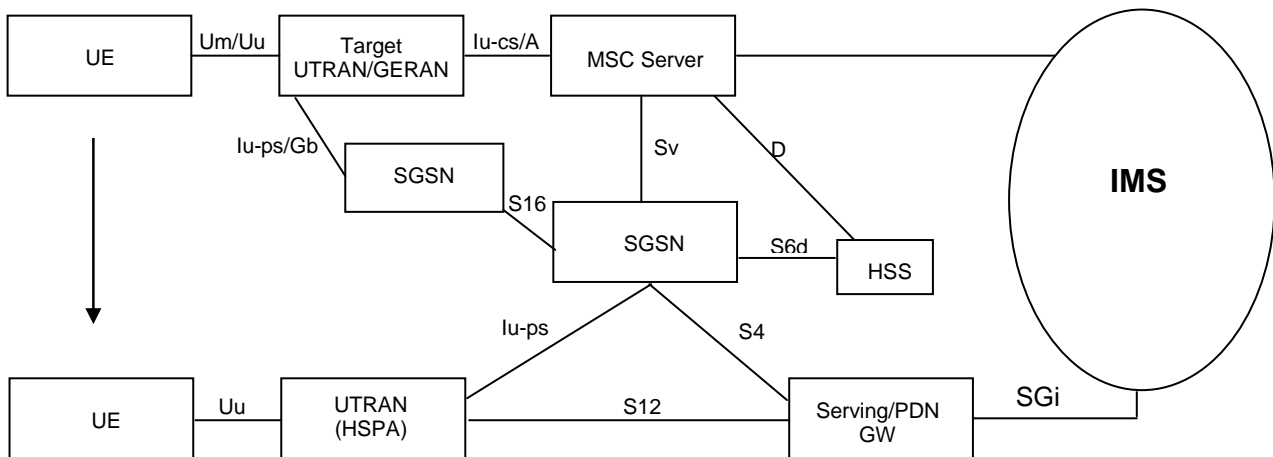 UE
Um/Uu
Target
UTRAN/GERAN
Iu-cs/A
MSC Server
Iu-ps/Gb
SGSN
S16
Sv
D
IMS
SGSN
S6d
HSS
Iu-ps
S4
UE
Uu
UTRAN
(HSPA)
S12
Serving/PDN
GW
SGi